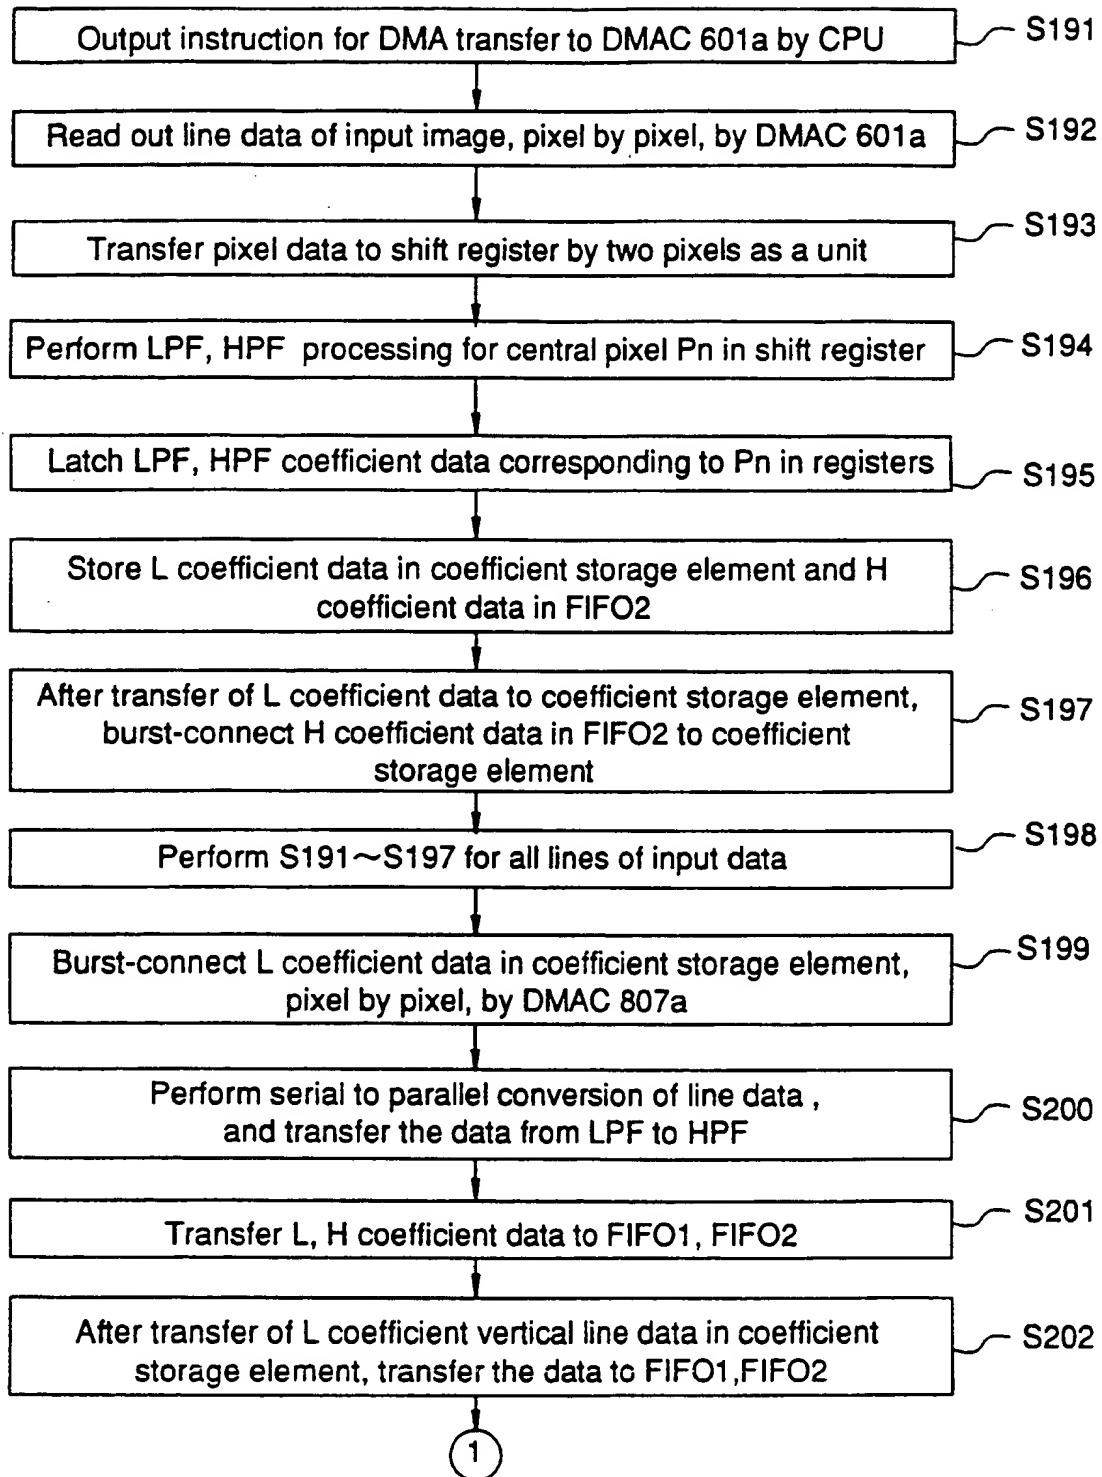 Output instruction for DMA transfer to DMAC 601a by CPU
S191
Read out line data of input image, pixel by pixel, by DMAC 601a
S192
Transfer pixel data to shift register by two pixels as a unit
S193
Perform LPF, HPF processing for central pixel Pn in shift register
S194
Latch LPF, HPF coefficient data corresponding to Pn in registers
S195
Store L coefficient data in coefficient storage element and H
coefficient data in FIFO2
S196
After transfer of L coefficient data to coefficient storage element,
burst-connect H coefficient data in FIFO2 to coefficient
storage element
S197
Perform S191~S197 for all lines of input data
S198
Burst-connect L coefficient data in coefficient storage element,
pixel by pixel, by DMAC 807a
S199
Perform serial to parallel conversion of line data ,
and transfer the data from LPF to HPF
S200
Transfer L, H coefficient data to FIFO1, FIFO2
S201
After transfer of L coefficient vertical line data in coefficient
storage element, transfer the data to FIFO1,FIFO2
S202
1